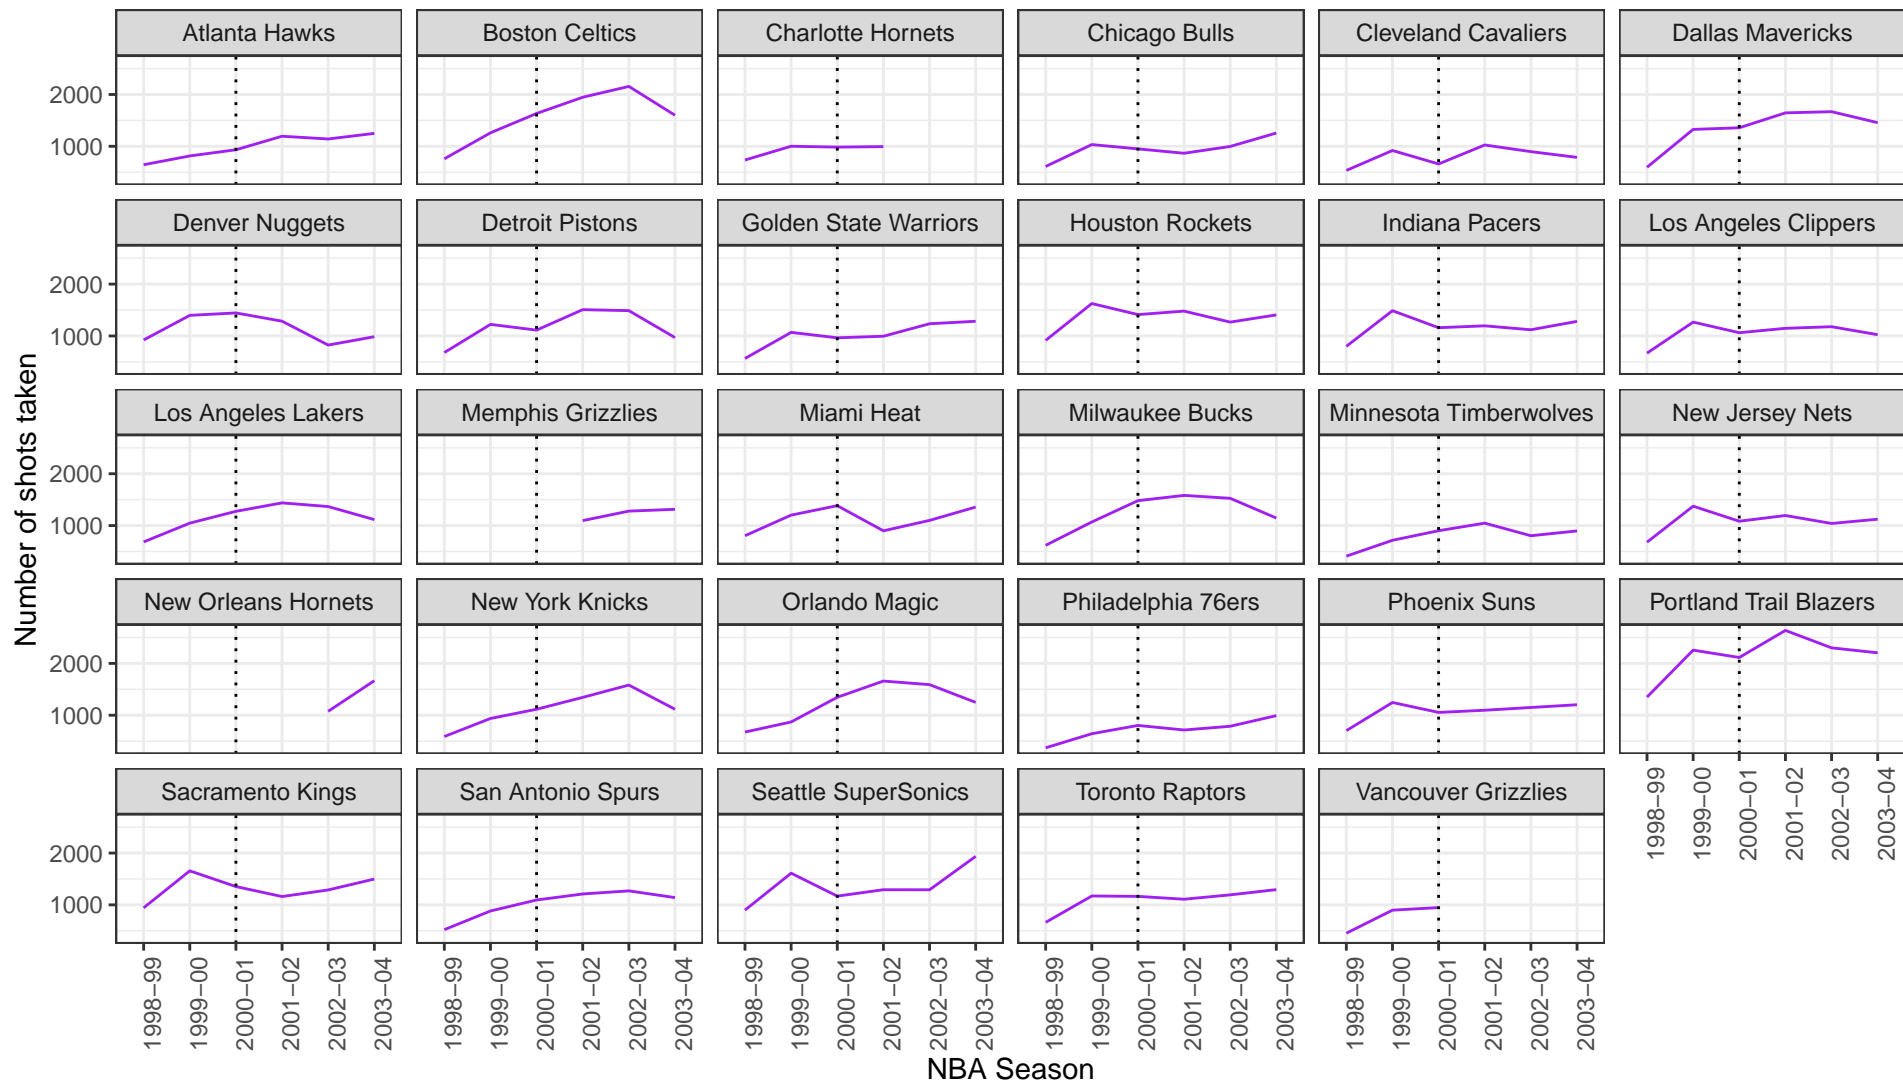 Atlanta Hawks
Boston Celtics
Charlotte Hornets
Chicago Bulls
Cleveland Cavaliers
Dallas Mavericks
2000
1000
Denver Nuggets
Detroit Pistons
Golden State Warriors
Houston Rockets
Indiana Pacers
Los Angeles Clippers
2000
1000
Number of shots taken
Los Angeles Lakers
Memphis Grizzlies
Miami Heat
Milwaukee Bucks
Minnesota Timberwolves
New Jersey Nets
2000
1000
New Orleans Hornets
New York Knicks
Orlando Magic
Philadelphia 76ers
Phoenix Suns
Portland Trail Blazers
2000
1000
1998−99
1999−00
2000−01
2001−02
2002−03
2003−04
Sacramento Kings
San Antonio Spurs
Seattle SuperSonics
Toronto Raptors
Vancouver Grizzlies
2000
1000
1998−99
1999−00
2000−01
2001−02
2002−03
2003−04
1998−99
1999−00
2000−01
2001−02
2002−03
2003−04
1998−99
1999−00
2000−01
2001−02
2002−03
2003−04
1998−99
1999−00
2000−01
2001−02
2002−03
2003−04
1998−99
1999−00
2000−01
2001−02
2002−03
2003−04
NBA Season